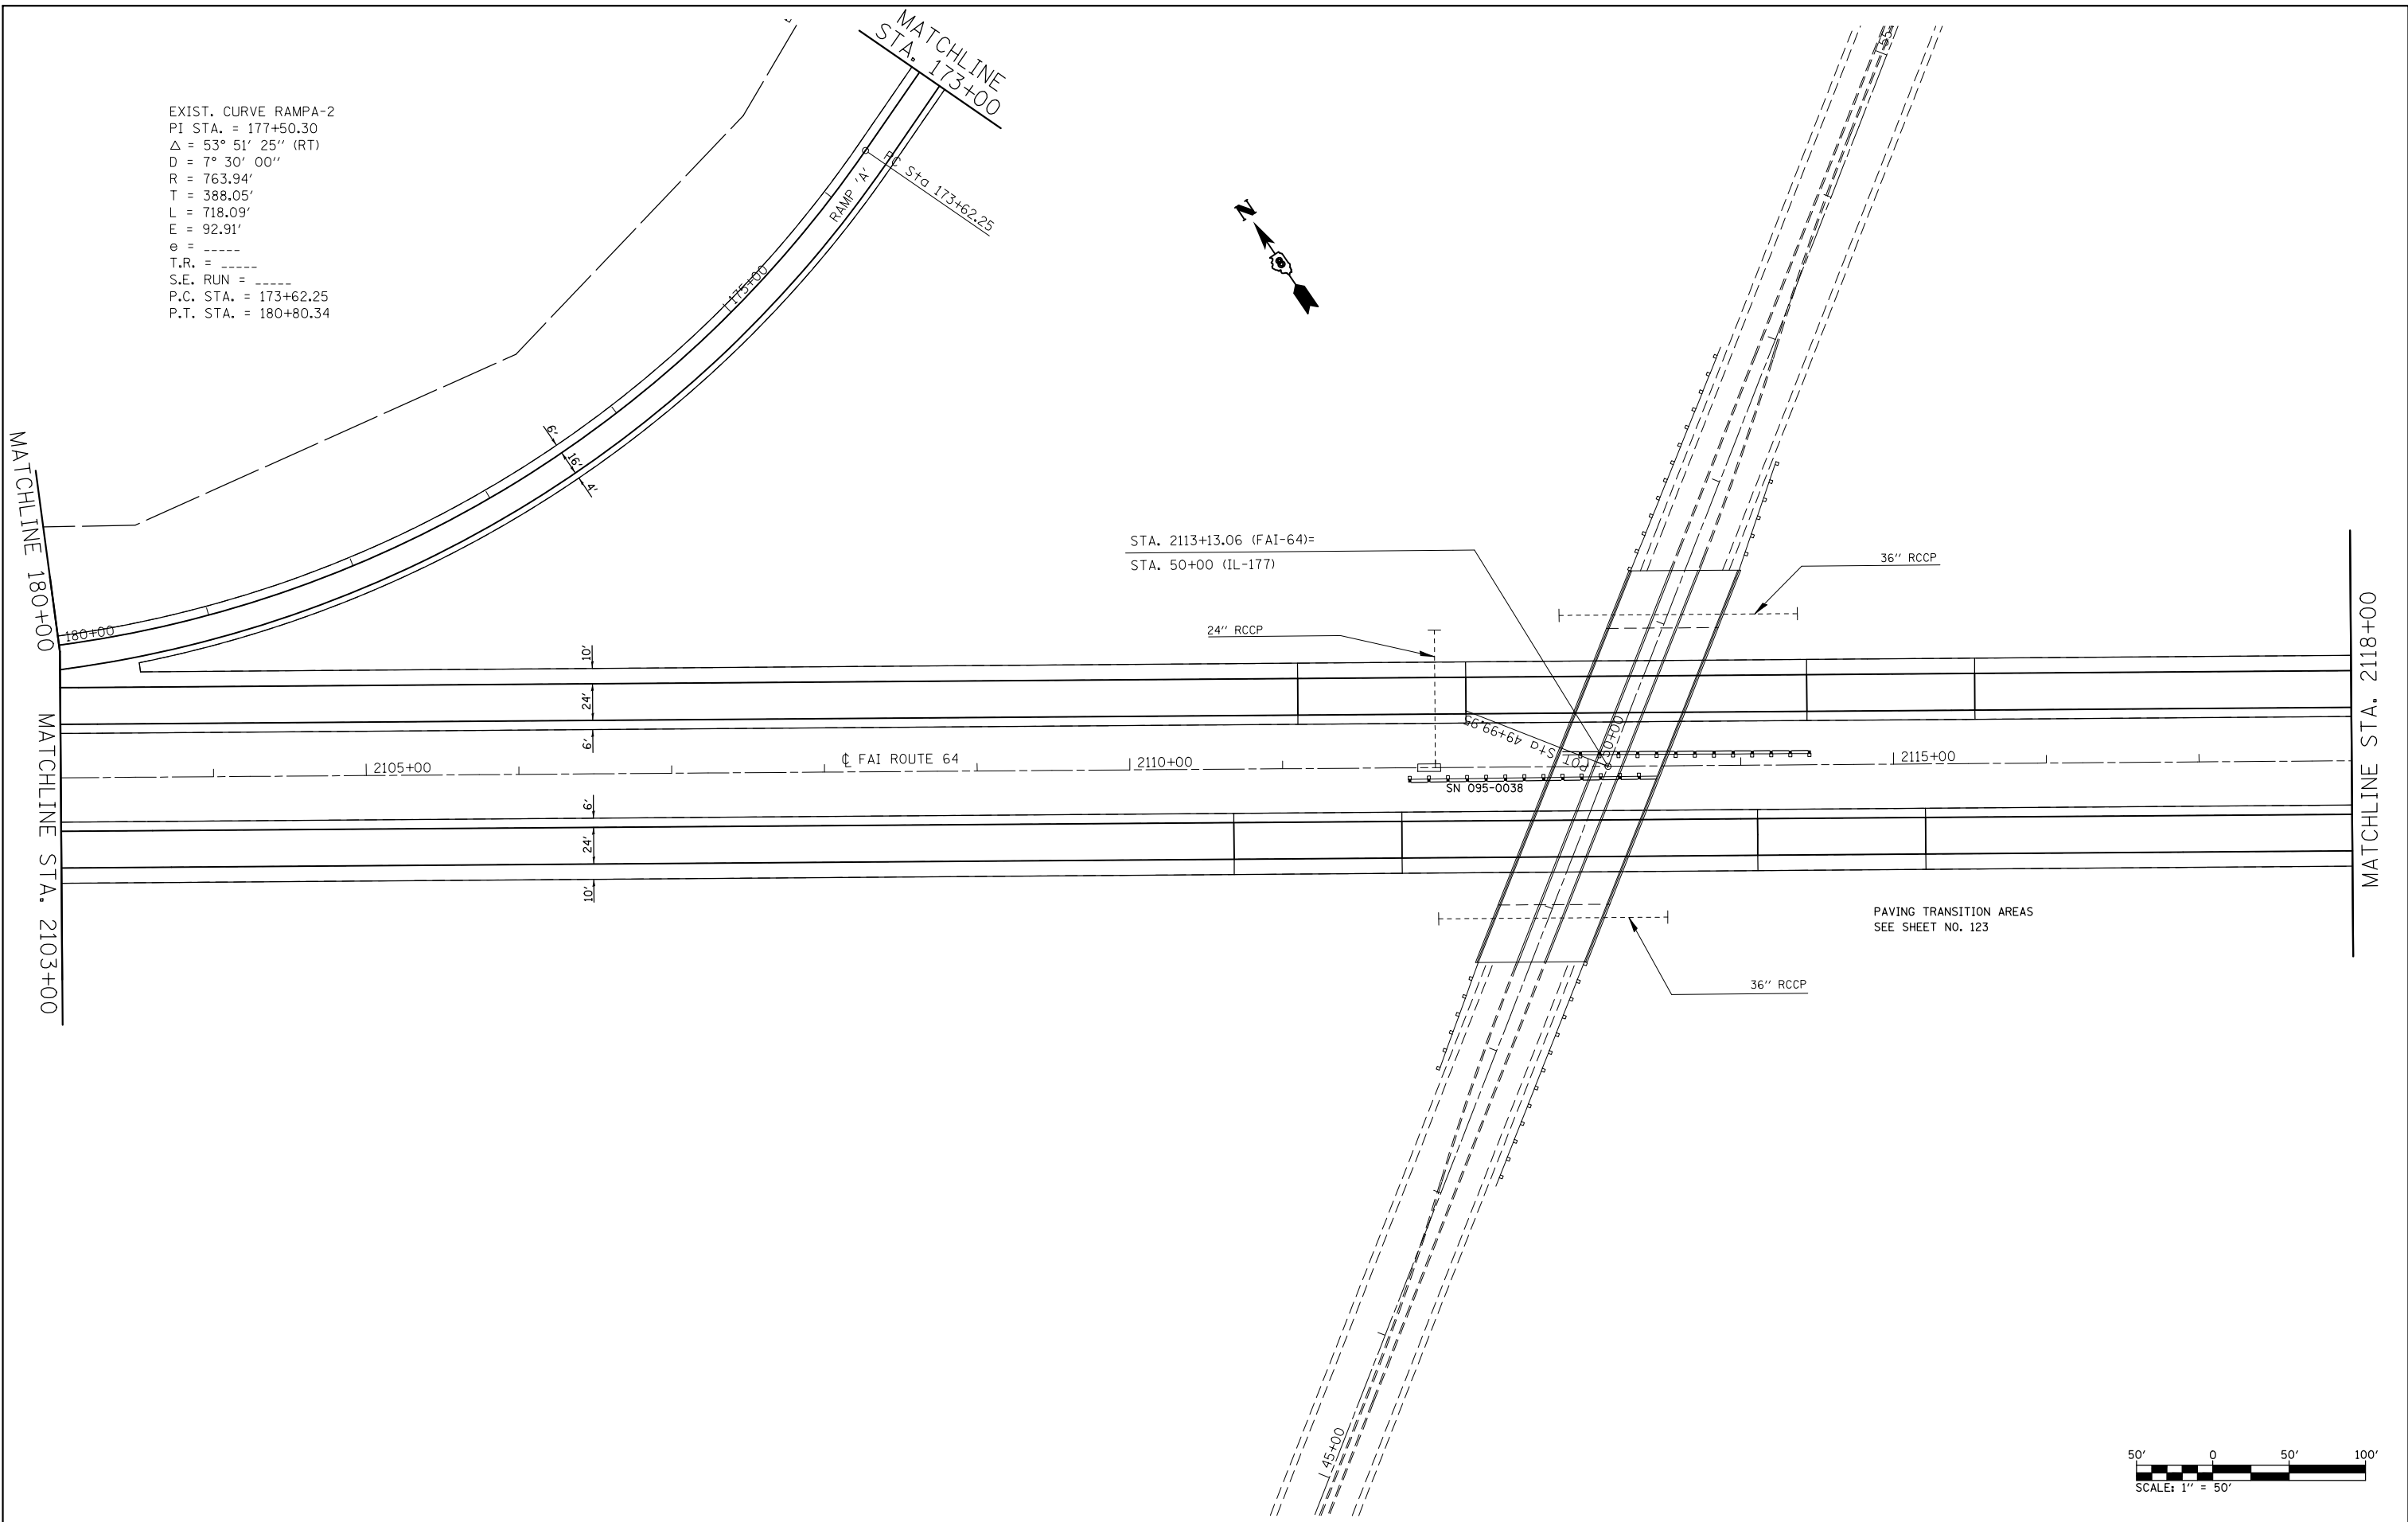 MATCHLINE
STA. 173+00
EXIST. CURVE RAMPA-2
PI STA. = 177+50.30
Δ = 53° 51' 25'' (RT)
D = 7° 30' 00''
R = 763.94'
T = 388.05'
L = 718.09'
E = 92.91'
e = _____
T.R. = _____
S.E. RUN = _____
P.C. STA. = 173+62.25
P.T. STA. = 180+80.34
PC Sta 173+62.25
RAMP 'A'
175+00
N
8
6'
16'
4'
MATCHLINE 180+00
180+00
STA. 2113+13.06 (FAI-64)=
STA. 50+00 (IL-177)
24'' RCCP
36'' RCCP
10'
24'
6'
POT Sta 49+99.95
50+00
2105+00
℄ FAI ROUTE 64
2110+00
2115+00
SN 095-0038
6'
24'
10'
MATCHLINE STA. 2103+00
MATCHLINE STA. 2118+00
PAVING TRANSITION AREAS
SEE SHEET NO. 123
36'' RCCP
45+00
50' 0 50' 100'
SCALE: 1'' = 50'